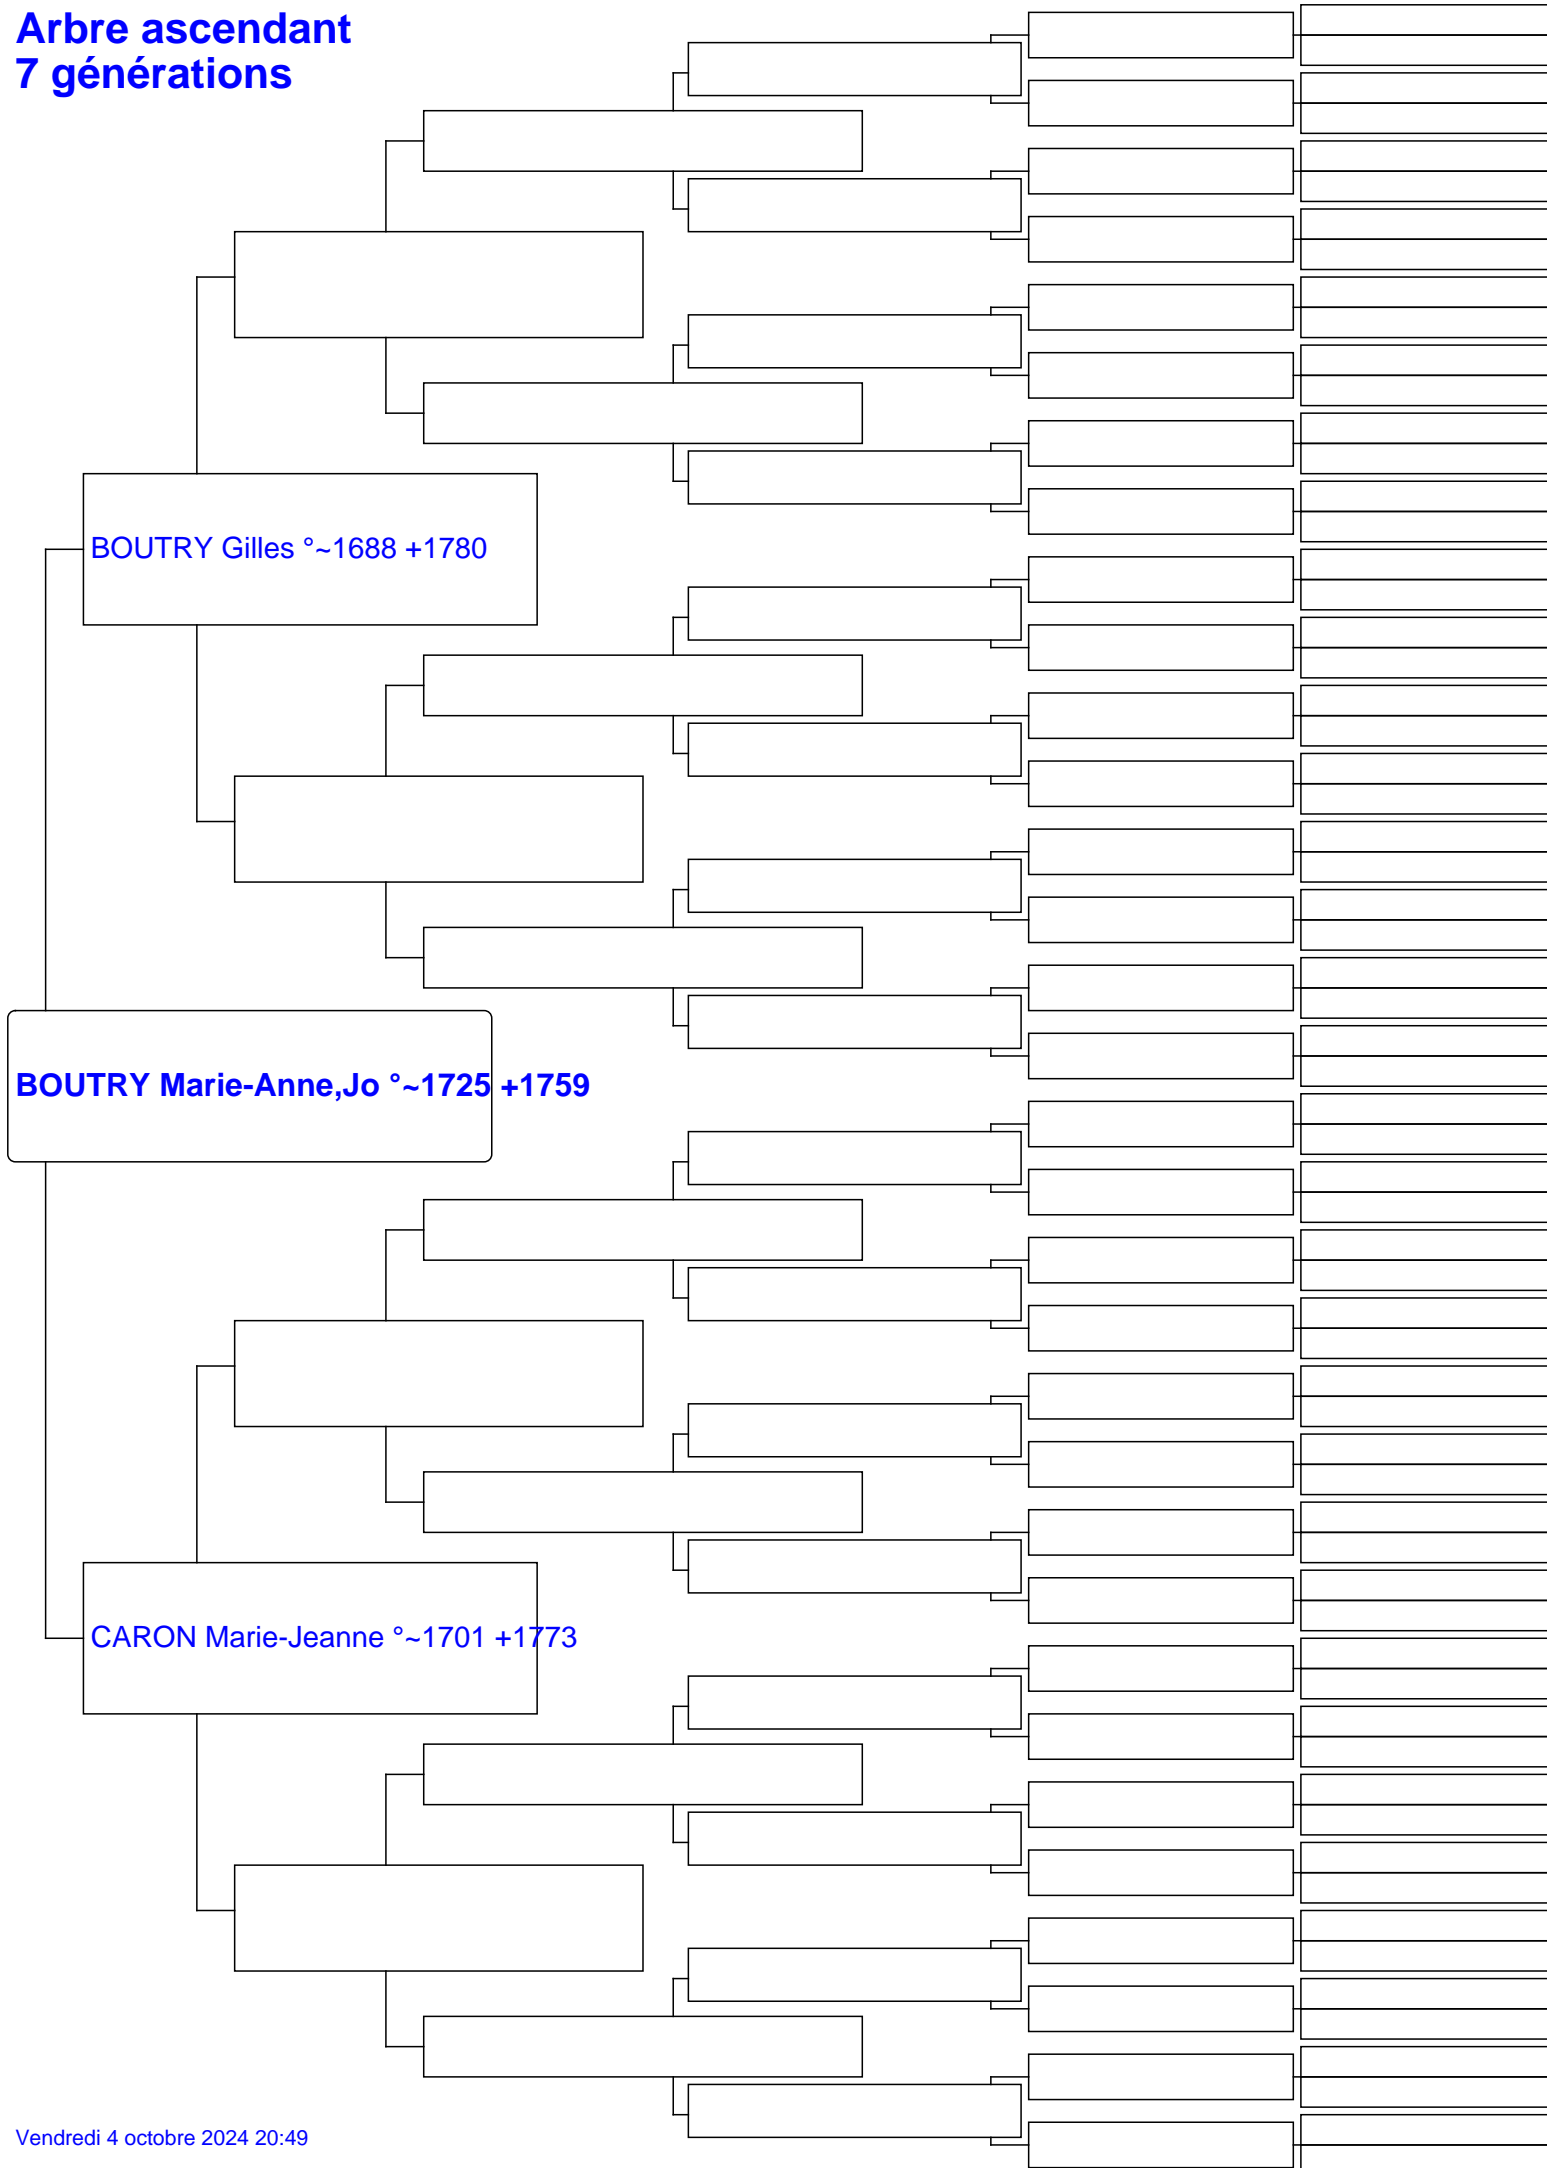 Arbre ascendant
7 générations
BOUTRY Gilles °~1688 +1780
BOUTRY Marie-Anne,Jo °~1725 +1759
CARON Marie-Jeanne °~1701 +1773
Vendredi 4 octobre 2024 20:49